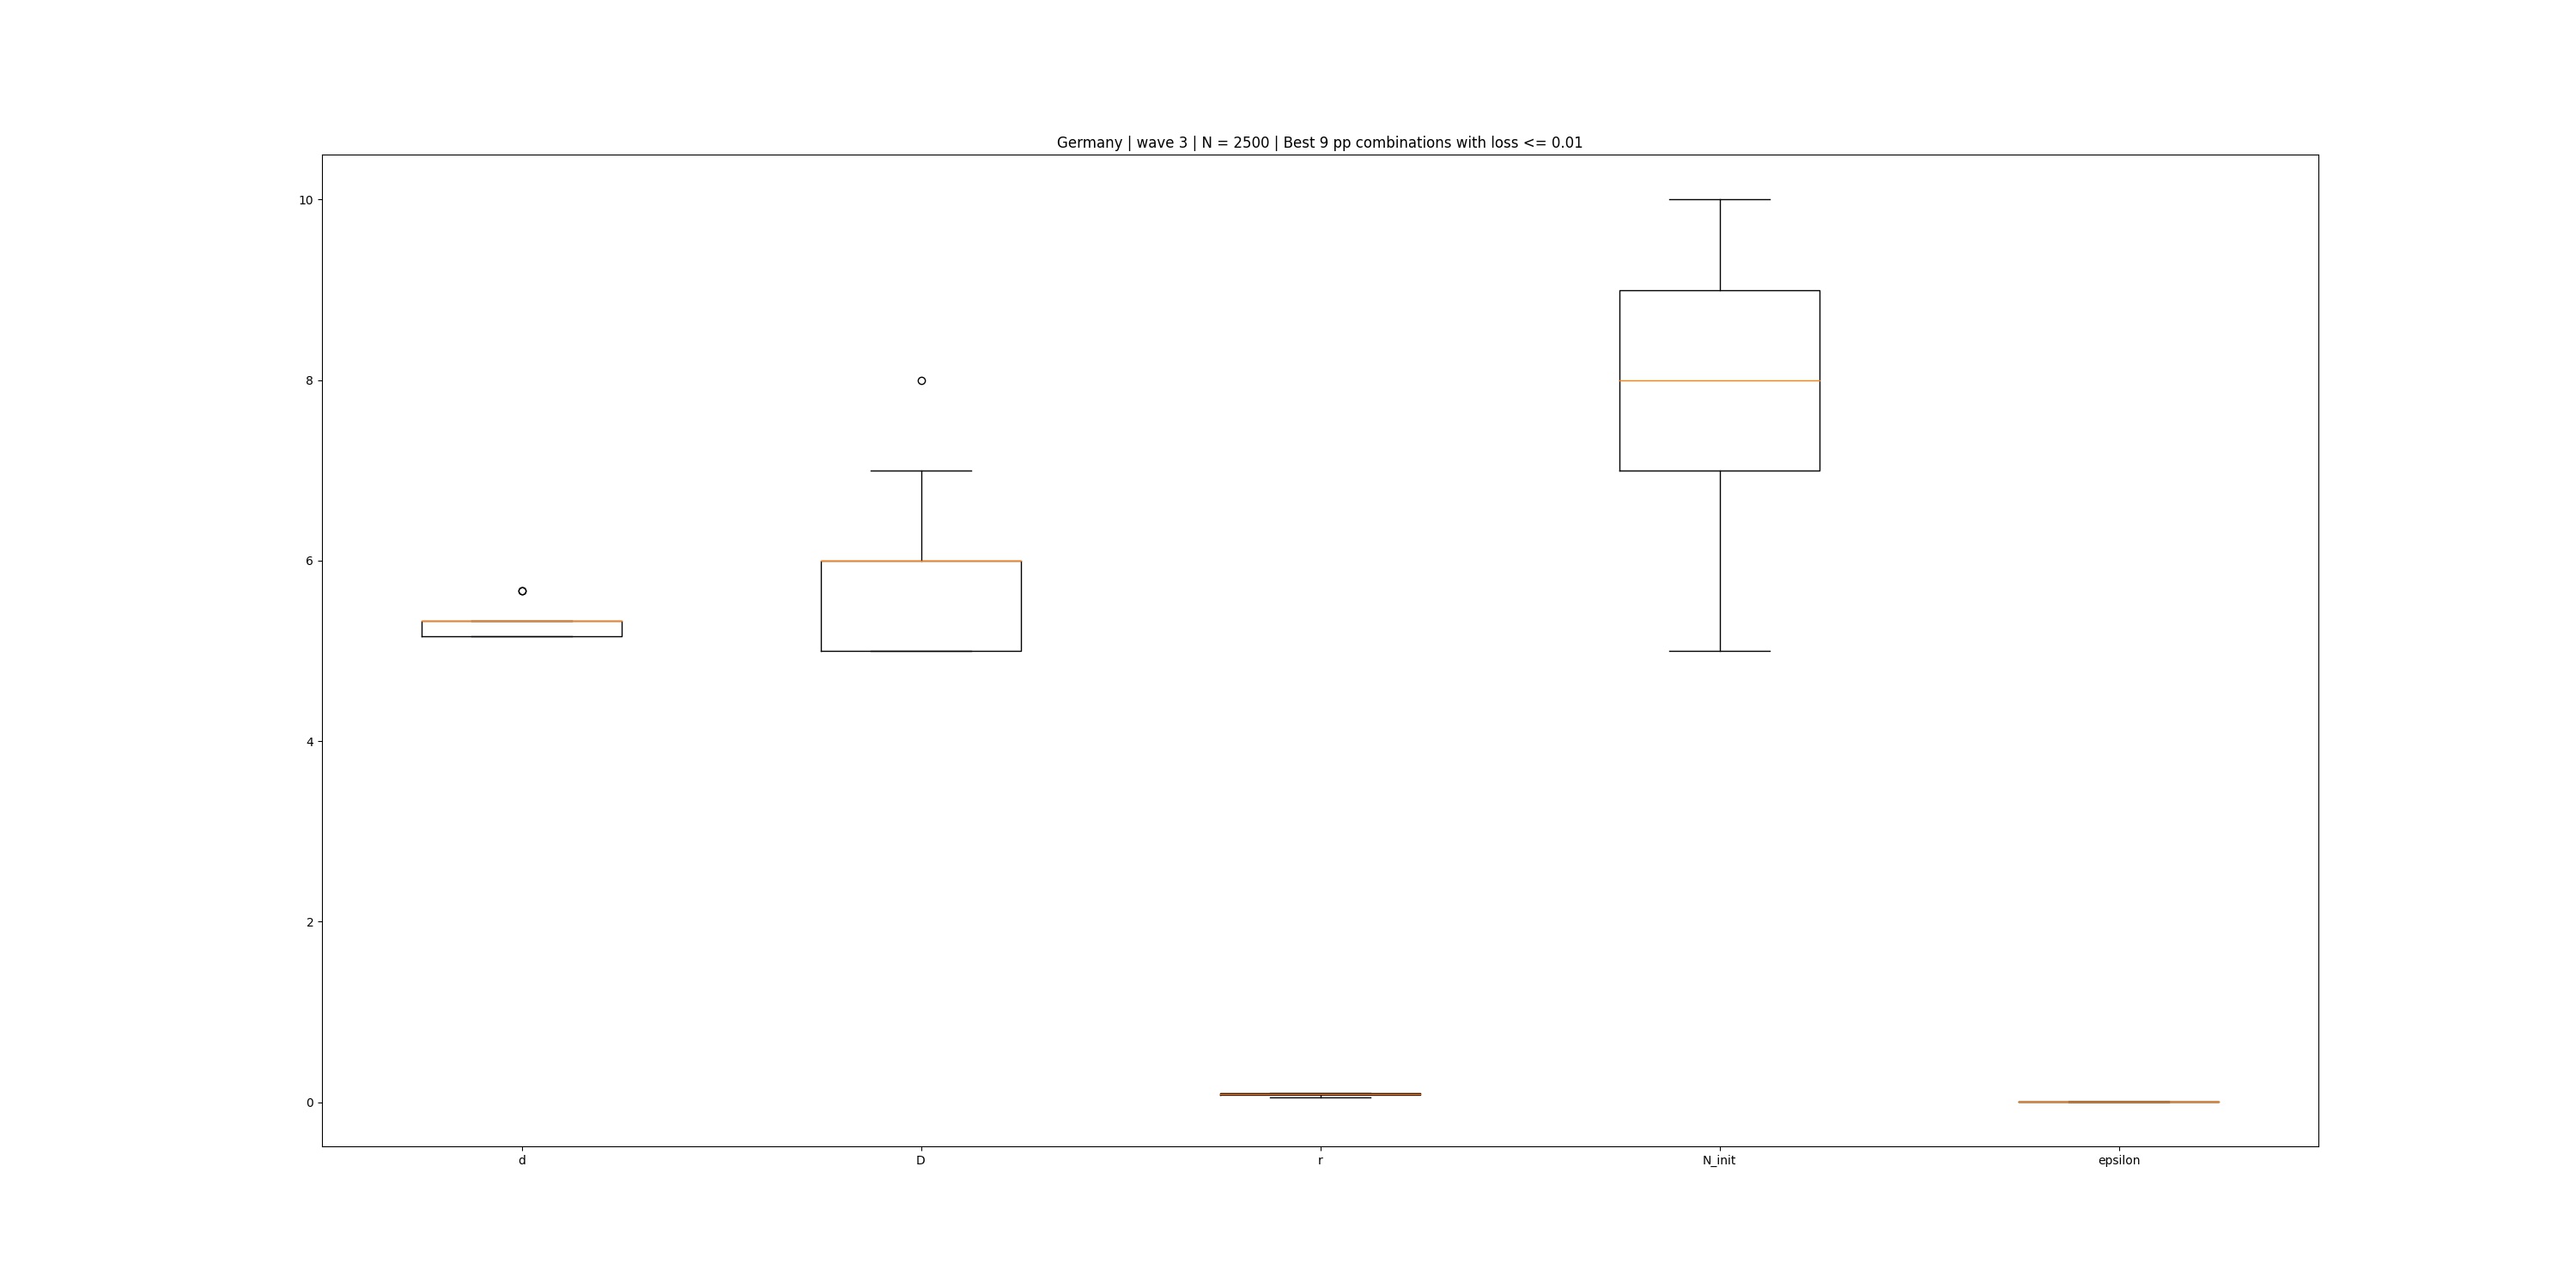 Germany | wave 3 | N = 2500 | Best 9 pp combinations with loss <= 0.01
10
8
6
4
2
0
d
D
r
N_init
epsilon